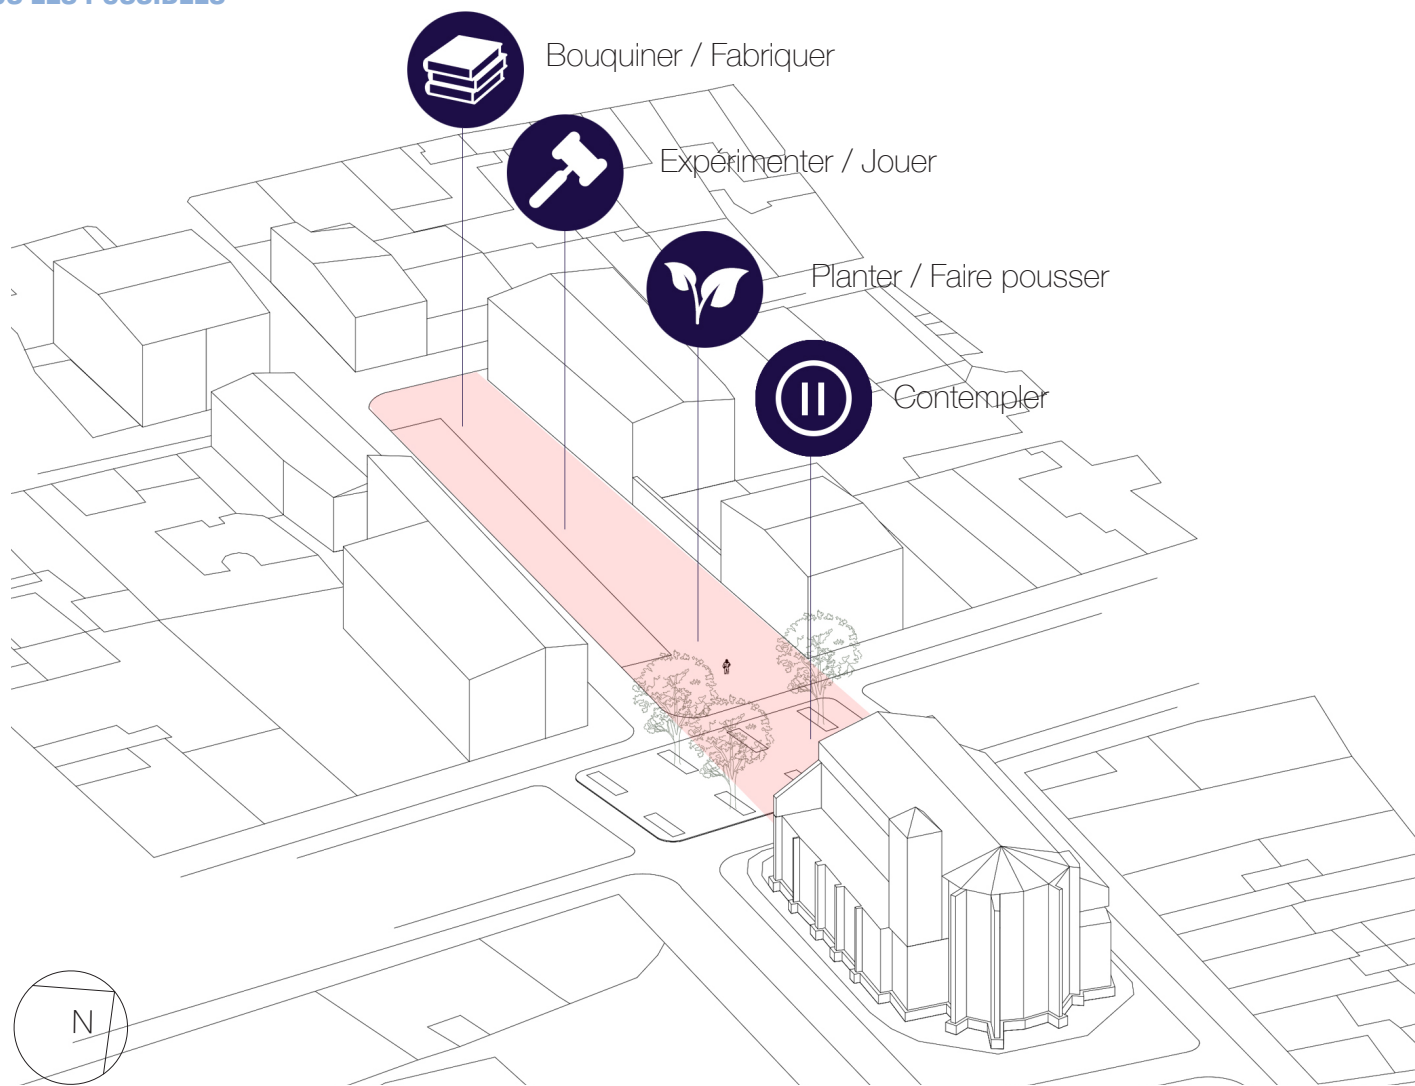 Bouquiner / Fabriquer
Expérimenter / Jouer
Planter / Faire pousser
Contempler
N